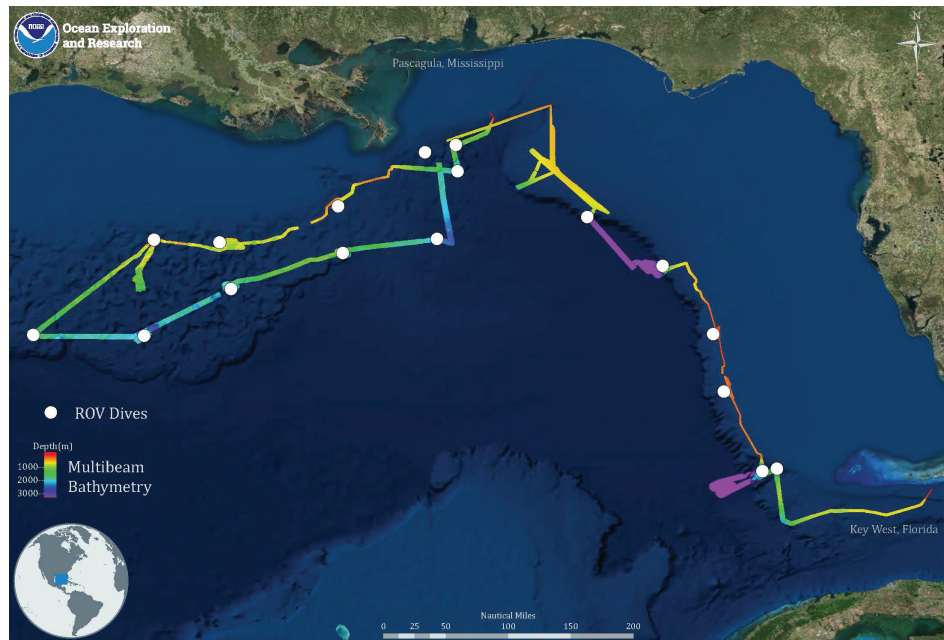 NOAA
Ocean Exploration
and Research
N
Pascagula, Mississippi
ROV Dives
Depth(m)
1000
2000
3000
Multibeam
Bathymetry
Key West, Florida
Nautical Miles
0 25 50 100 150 200